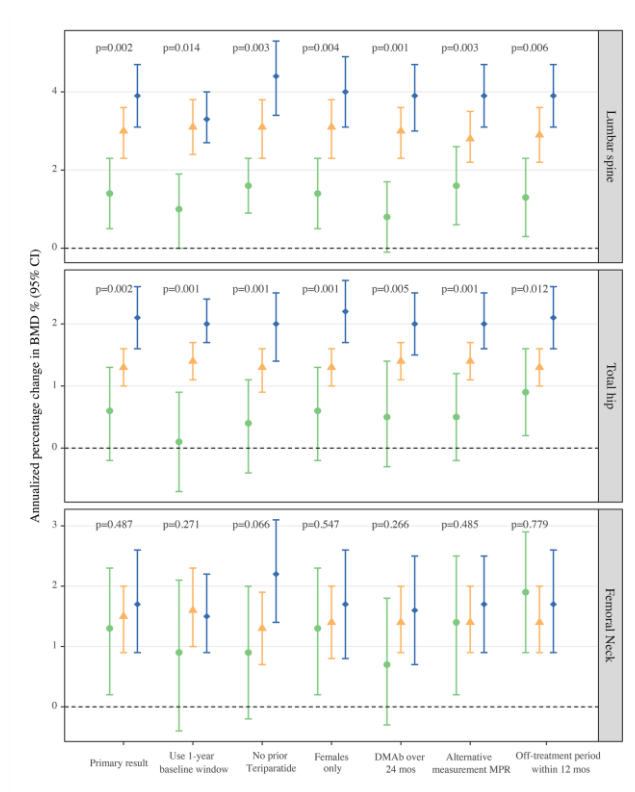 p=0.002 p=0.014 p=0.003 p=0.004 p=0.001 p=0.003 p=0.006
4
2
0
Lumbar spine
p=0.002 p=0.001 p=0.001 p=0.001 p=0.005 p=0.001 p=0.012
2
1
0
Total hip
Annualized percentage change in BMD % (95% CI)
p=0.487 p=0.271 p=0.066 p=0.547 p=0.266 p=0.485 p=0.779
3
2
1
0
Femoral Neck
Primary result Use 1-year No prior Females DMAb over Alternative Off-treatment period
baseline window Teriparatide only 24 mos measurement MPR within 12 mos